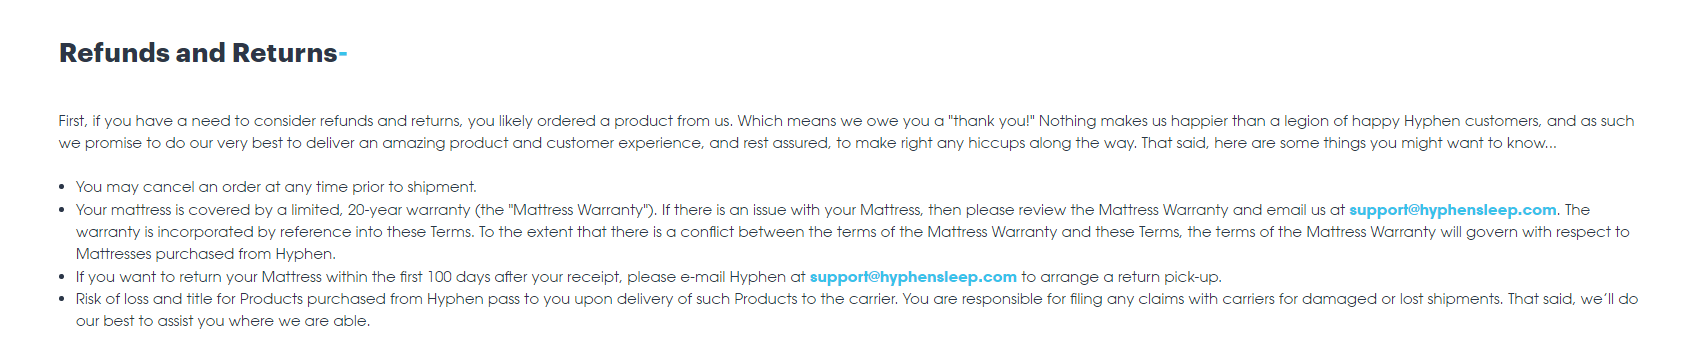 Refunds and Returns-
First, if you have a need to consider refunds and returns, you likely ordered a product from us. Which means we owe you a "thank you!" Nothing makes us happier than a legion of happy Hyphen customers, and as such
we promise to do our very best to deliver an amazing product and customer experience, and rest assured, to make right any hiccups along the way. That said, here are some things you might want to know...
• You may cancel an order at any time prior to shipment.
• Your mattress is covered by a limited, 20-year warranty (the "Mattress Warranty"). If there is an issue with your Mattress, then please review the Mattress Warranty and email us at support@hyphensleep.com. The
warranty is incorporated by reference into these Terms. To the extent that there is a conflict between the terms of the Mattress Warranty and these Terms, the terms of the Mattress Warranty will govern with respect to
Mattresses purchased from Hyphen.
• If you want to return your Mattress within the first 100 days after your receipt, please e-mail Hyphen at support@hyphensleep.com to arrange a return pick-up.
• Risk of loss and title for Products purchased from Hyphen pass to you upon delivery of such Products to the carrier. You are responsible for filing any claims with carriers for damaged or lost shipments. That said, we’ll do
our best to assist you where we are able.